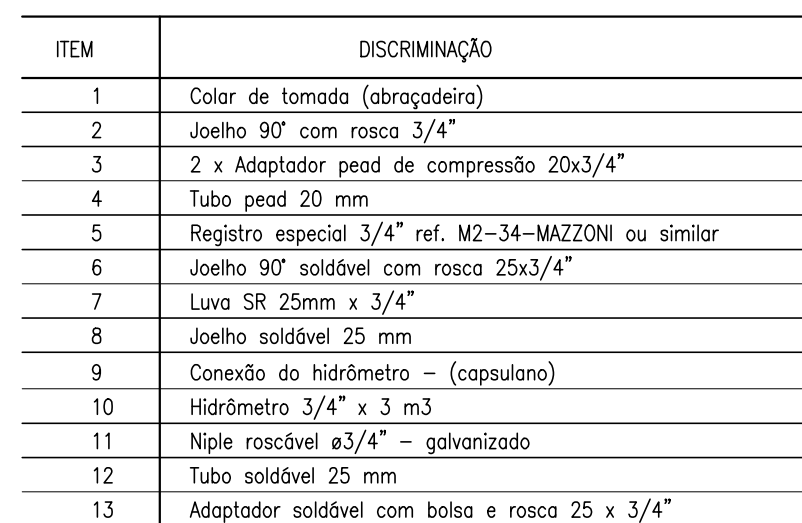 ITEM DISCRIMINAÇÃO
1 Colar de tomada (abraçadeira)
2 Joelho 90° com rosca 3/4"
3 2 x Adaptador pead de compressão 20x3/4"
4 Tubo pead 20 mm
5 Registro especial 3/4" ref. M2-34-MAZZONI ou similar
6 Joelho 90° soldável com rosca 25x3/4"
7 Luva SR 25mm x 3/4"
8 Joelho soldável 25 mm
9 Conexão do hidrômetro - (capsulano)
10 Hidrômetro 3/4" x 3 m3
11 Niple roscável ø3/4" - galvanizado
12 Tubo soldável 25 mm
13 Adaptador soldável com bolsa e rosca 25 x 3/4"